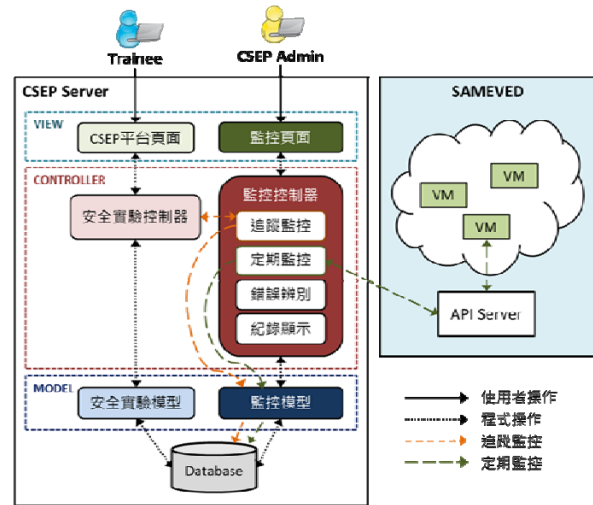 Trainee
CSEP Admin
CSEP Server
SAMEVED
VIEW
CSEP平台頁面
監控頁面
CONTROLLER
監控控制器
安全實驗控制器
追蹤監控
定期監控
錯誤辨別
紀錄顯示
VM
VM
VM
API Server
MODEL
安全實驗模型
監控模型
Database
使用者操作
程式操作
追蹤監控
定期監控